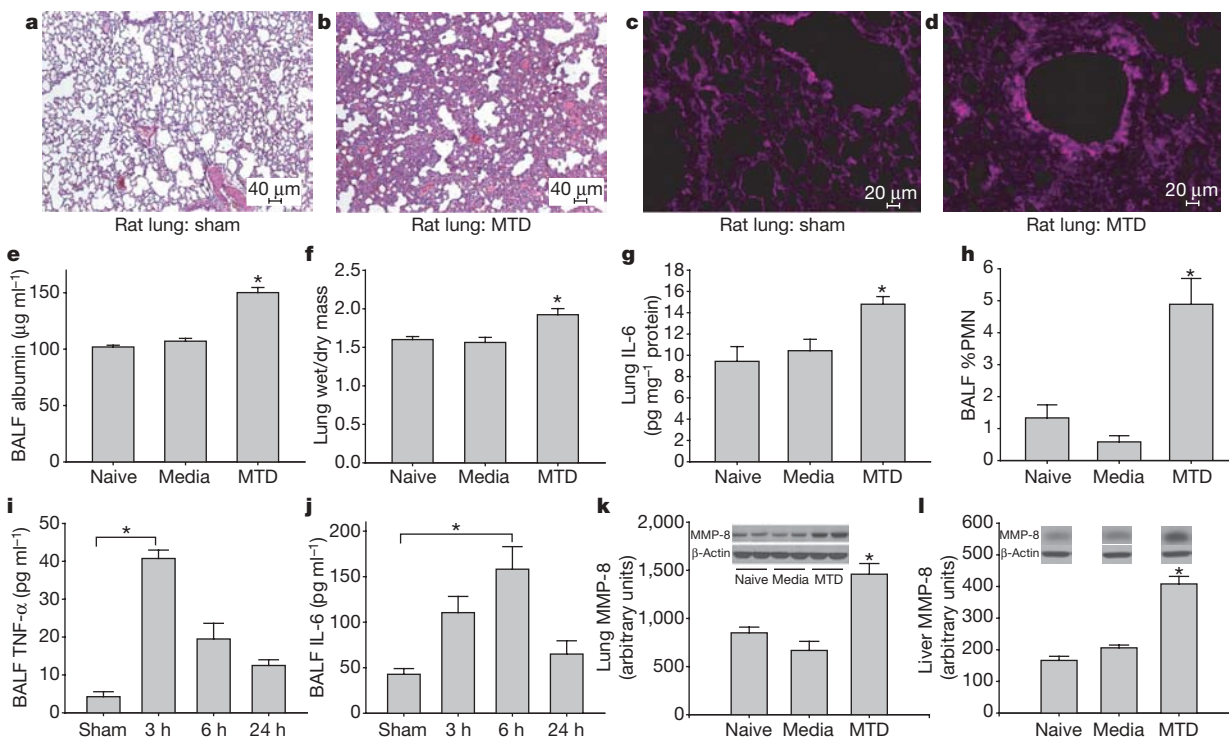 a
b
c
d
40 μm
40 μm
20 μm
20 μm
Rat lung: sham
Rat lung: MTD
Rat lung: sham
Rat lung: MTD
e
BALF albumin (μg ml⁻¹)
150
100
50
0
Naive Media MTD
*
f
Lung wet/dry mass
2.5
2.0
1.5
1.0
0.5
0.0
Naive Media MTD
*
g
Lung IL-6
(pg mg⁻¹ protein)
18
16
14
12
10
8
6
4
2
0
Naive Media MTD
*
h
BALF %PMN
6
5
4
3
2
1
0
Naive Media MTD
*
i
BALF TNF-α (pg ml⁻¹)
50
40
30
20
10
0
Sham 3 h 6 h 24 h
*
j
BALF IL-6 (pg ml⁻¹)
200
150
100
50
0
Sham 3 h 6 h 24 h
*
k
Lung MMP-8
(arbitrary units)
2,000
1,500
1,000
500
0
MMP-8
β-Actin
Naive Media MTD
*
Naive Media MTD
l
Liver MMP-8
(arbitrary units)
600
500
400
300
200
100
0
MMP-8
β-Actin
*
Naive Media MTD